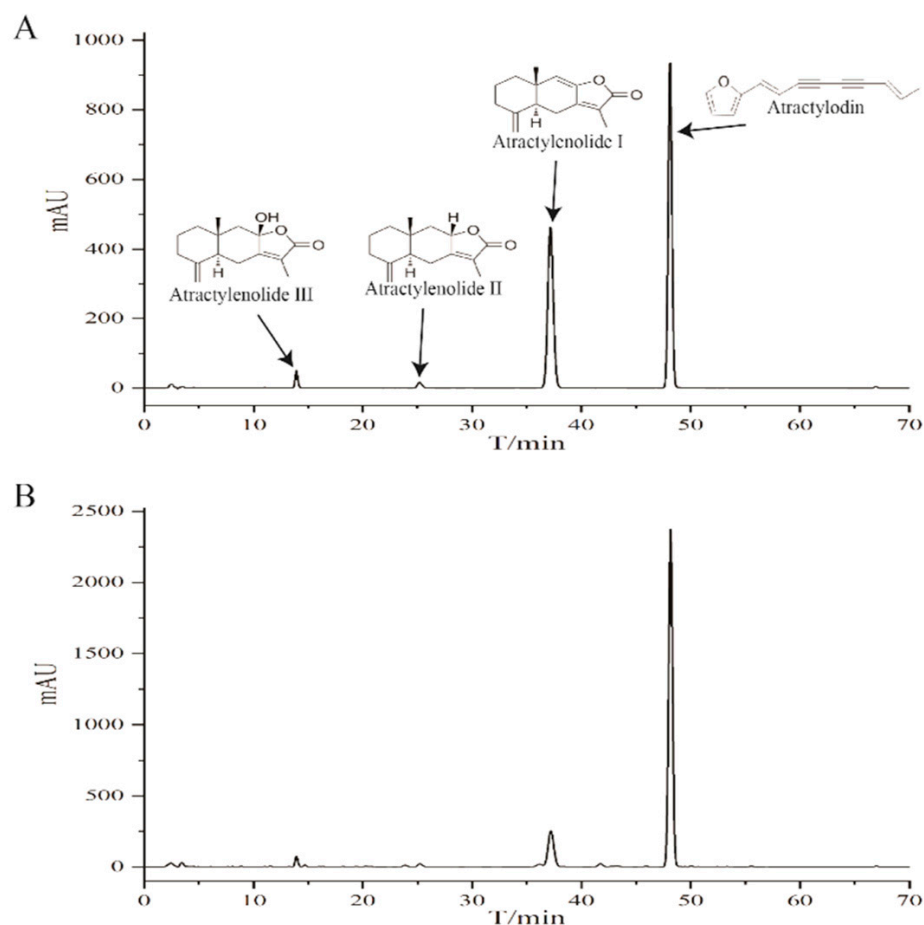 A
1000
800
600
400
200
0
mAU
0 10 20 30 40 50 60 70
T/min
OH
O
O
H
Atractylenolide III
H
O
O
H
Atractylenolide II
O
O
H
Atractylenolide I
O
Atractylodin
B
2500
2000
1500
1000
500
0
mAU
0 10 20 30 40 50 60 70
T/min